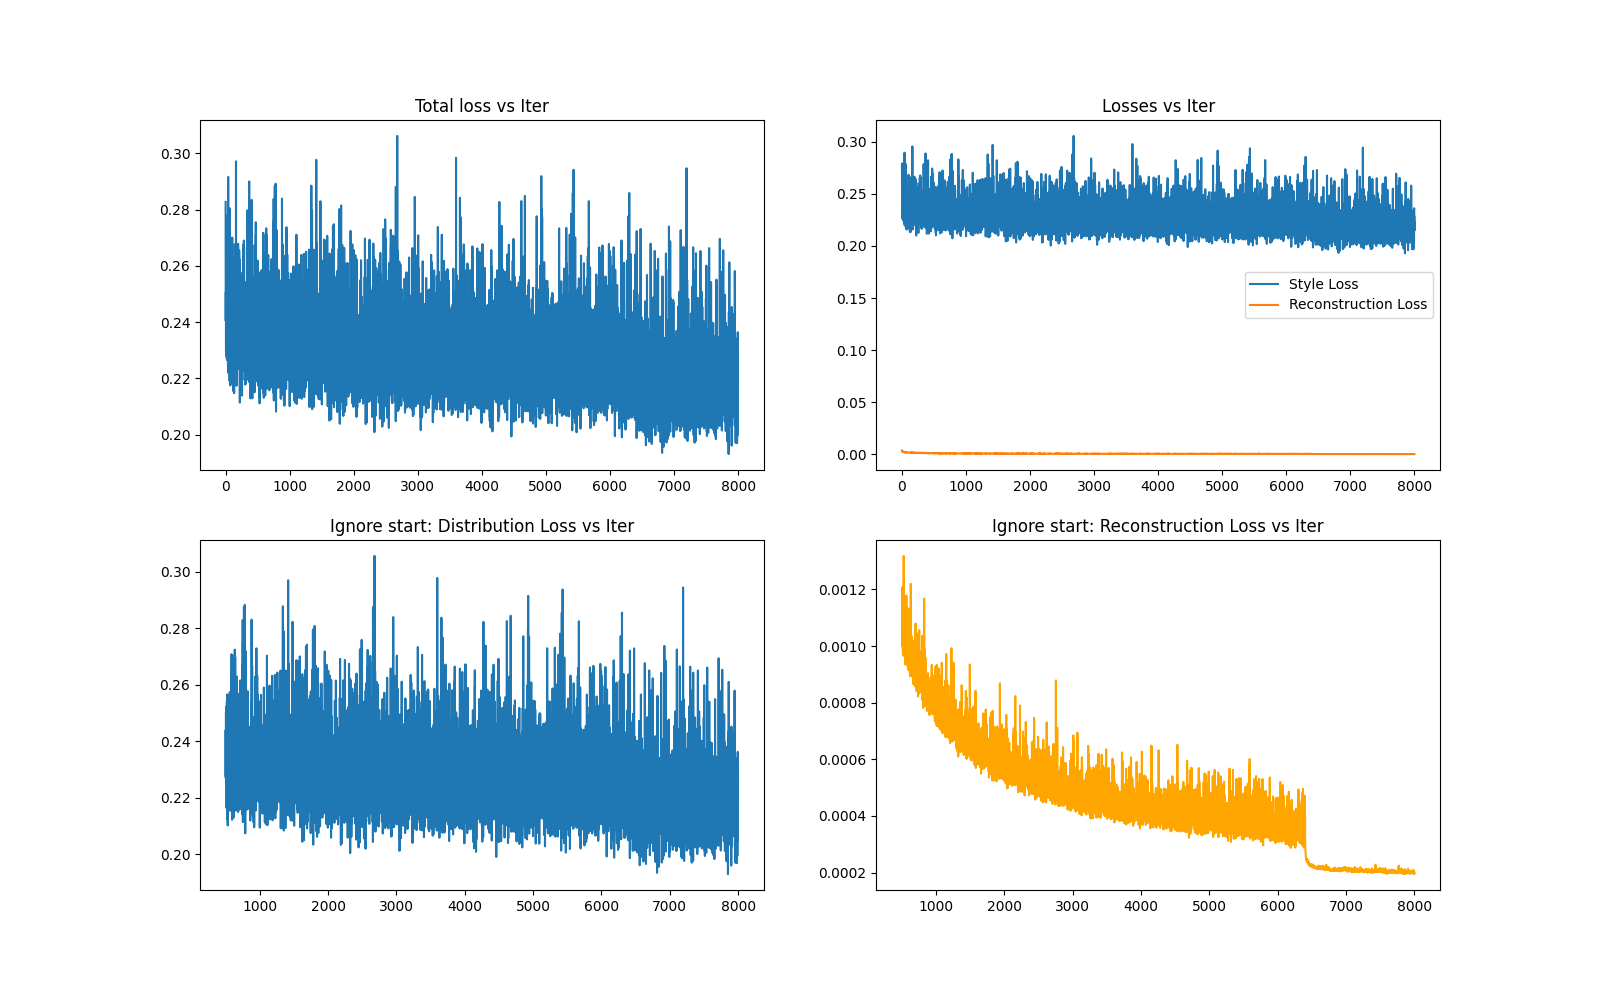 Total loss vs Iter
0.30
0.28
0.26
0.24
0.22
0.20
0 1000 2000 3000 4000 5000 6000 7000 8000
Losses vs Iter
0.30
0.25
0.20
0.15
0.10
0.05
0.00
Style Loss
Reconstruction Loss
0 1000 2000 3000 4000 5000 6000 7000 8000
Ignore start: Distribution Loss vs Iter
0.30
0.28
0.26
0.24
0.22
0.20
1000 2000 3000 4000 5000 6000 7000 8000
Ignore start: Reconstruction Loss vs Iter
0.0012
0.0010
0.0008
0.0006
0.0004
0.0002
1000 2000 3000 4000 5000 6000 7000 8000